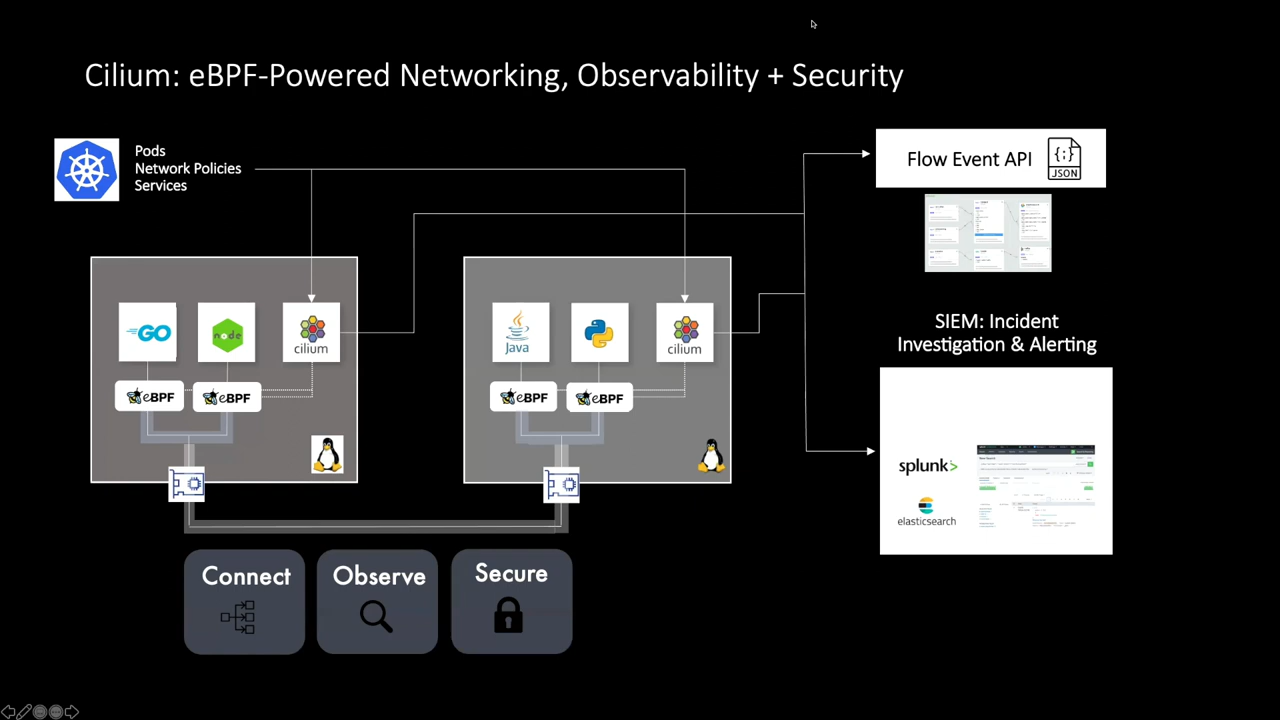 Cilium: eBPF-Powered Networking, Observability + Security
Pods
Network Policies
Services
Flow Event API
JSON
SIEM: Incident
Investigation & Alerting
GO
node
cilium
Java
cilium
eBPF
eBPF
eBPF
eBPF
splunk>
elasticsearch
Connect
Observe
Secure